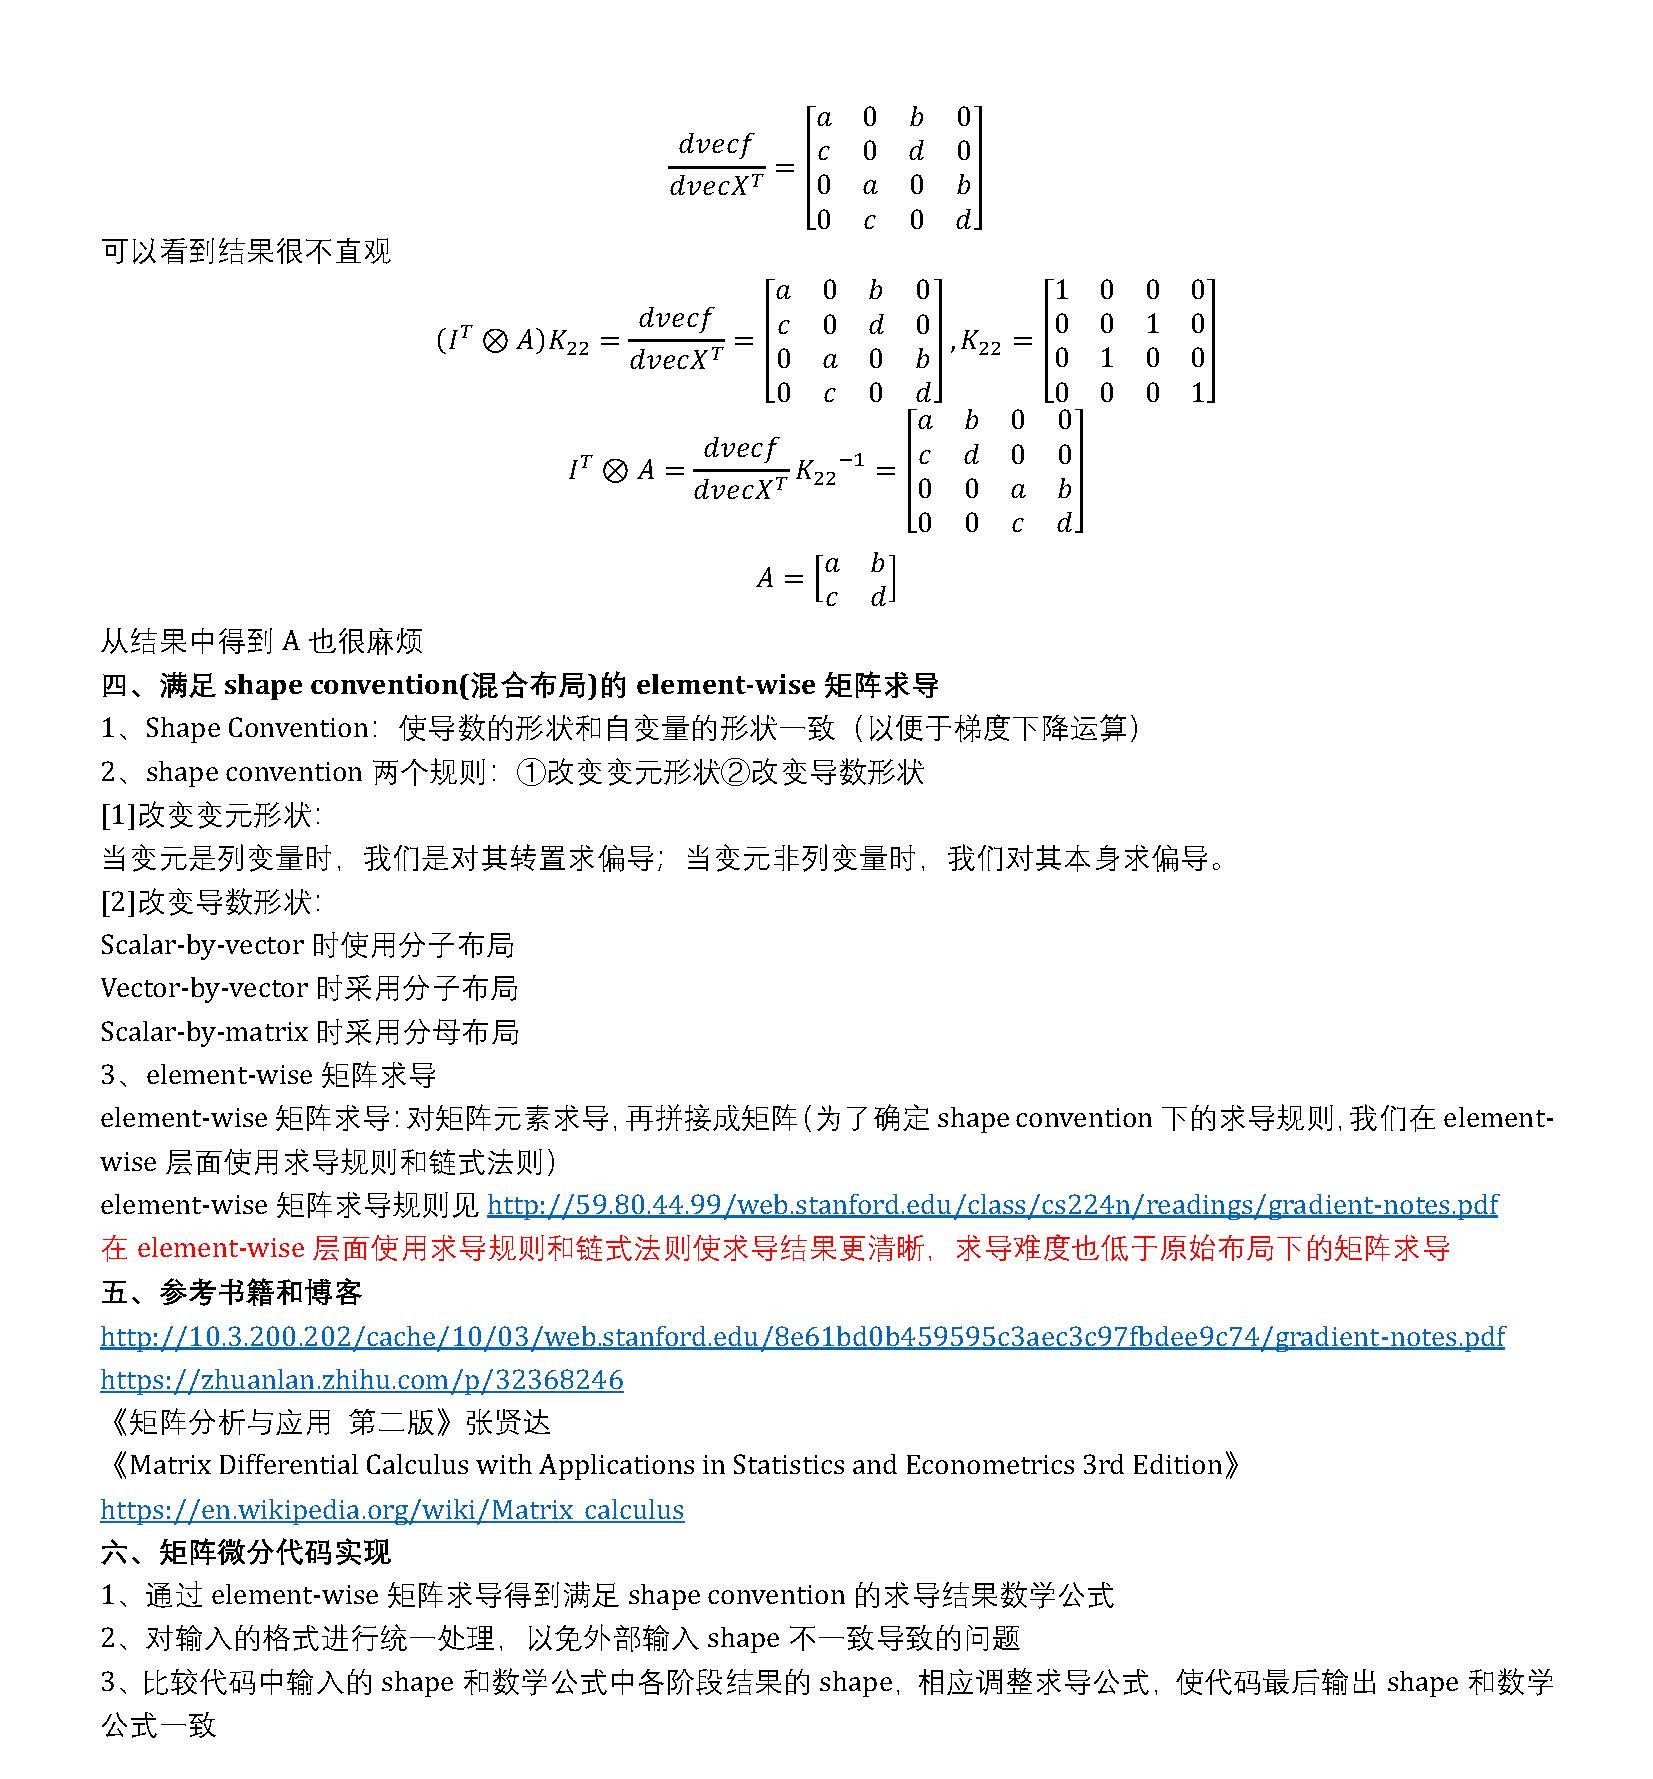 $$\frac{dvecf}{dvecX^T} = \begin{bmatrix} a & 0 & b & 0 \\ c & 0 & d & 0 \\ 0 & a & 0 & b \\ 0 & c & 0 & d \end{bmatrix}$$
可以看到结果很不直观
$$(I^T \otimes A)K_{22} = \frac{dvecf}{dvecX^T} = \begin{bmatrix} a & 0 & b & 0 \\ c & 0 & d & 0 \\ 0 & a & 0 & b \\ 0 & c & 0 & d \end{bmatrix}, K_{22} = \begin{bmatrix} 1 & 0 & 0 & 0 \\ 0 & 0 & 1 & 0 \\ 0 & 1 & 0 & 0 \\ 0 & 0 & 0 & 1 \end{bmatrix}$$
$$I^T \otimes A = \frac{dvecf}{dvecX^T} {K_{22}}^{-1} = \begin{bmatrix} a & b & 0 & 0 \\ c & d & 0 & 0 \\ 0 & 0 & a & b \\ 0 & 0 & c & d \end{bmatrix}$$
$$A = \begin{bmatrix} a & b \\ c & d \end{bmatrix}$$
从结果中得到 A 也很麻烦
四、满足 shape convention(混合布局)的 element-wise 矩阵求导
1、Shape Convention：使导数的形状和自变量的形状一致（以便于梯度下降运算）
2、shape convention 两个规则：①改变变元形状②改变导数形状
[1]改变变元形状：
当变元是列变量时，我们是对其转置求偏导；当变元非列变量时，我们对其本身求偏导。
[2]改变导数形状：
Scalar-by-vector 时使用分子布局
Vector-by-vector 时采用分子布局
Scalar-by-matrix 时采用分母布局
3、element-wise 矩阵求导
element-wise 矩阵求导：对矩阵元素求导，再拼接成矩阵（为了确定 shape convention 下的求导规则，我们在 element-
wise 层面使用求导规则和链式法则）
element-wise 矩阵求导规则见 http://59.80.44.99/web.stanford.edu/class/cs224n/readings/gradient-notes.pdf
在 element-wise 层面使用求导规则和链式法则使求导结果更清晰，求导难度也低于原始布局下的矩阵求导
五、参考书籍和博客
http://10.3.200.202/cache/10/03/web.stanford.edu/8e61bd0b459595c3aec3c97fbdee9c74/gradient-notes.pdf
https://zhuanlan.zhihu.com/p/32368246
《矩阵分析与应用 第二版》张贤达
《Matrix Differential Calculus with Applications in Statistics and Econometrics 3rd Edition》
https://en.wikipedia.org/wiki/Matrix_calculus
六、矩阵微分代码实现
1、通过 element-wise 矩阵求导得到满足 shape convention 的求导结果数学公式
2、对输入的格式进行统一处理，以免外部输入 shape 不一致导致的问题
3、比较代码中输入的 shape 和数学公式中各阶段结果的 shape，相应调整求导公式，使代码最后输出 shape 和数学
公式一致